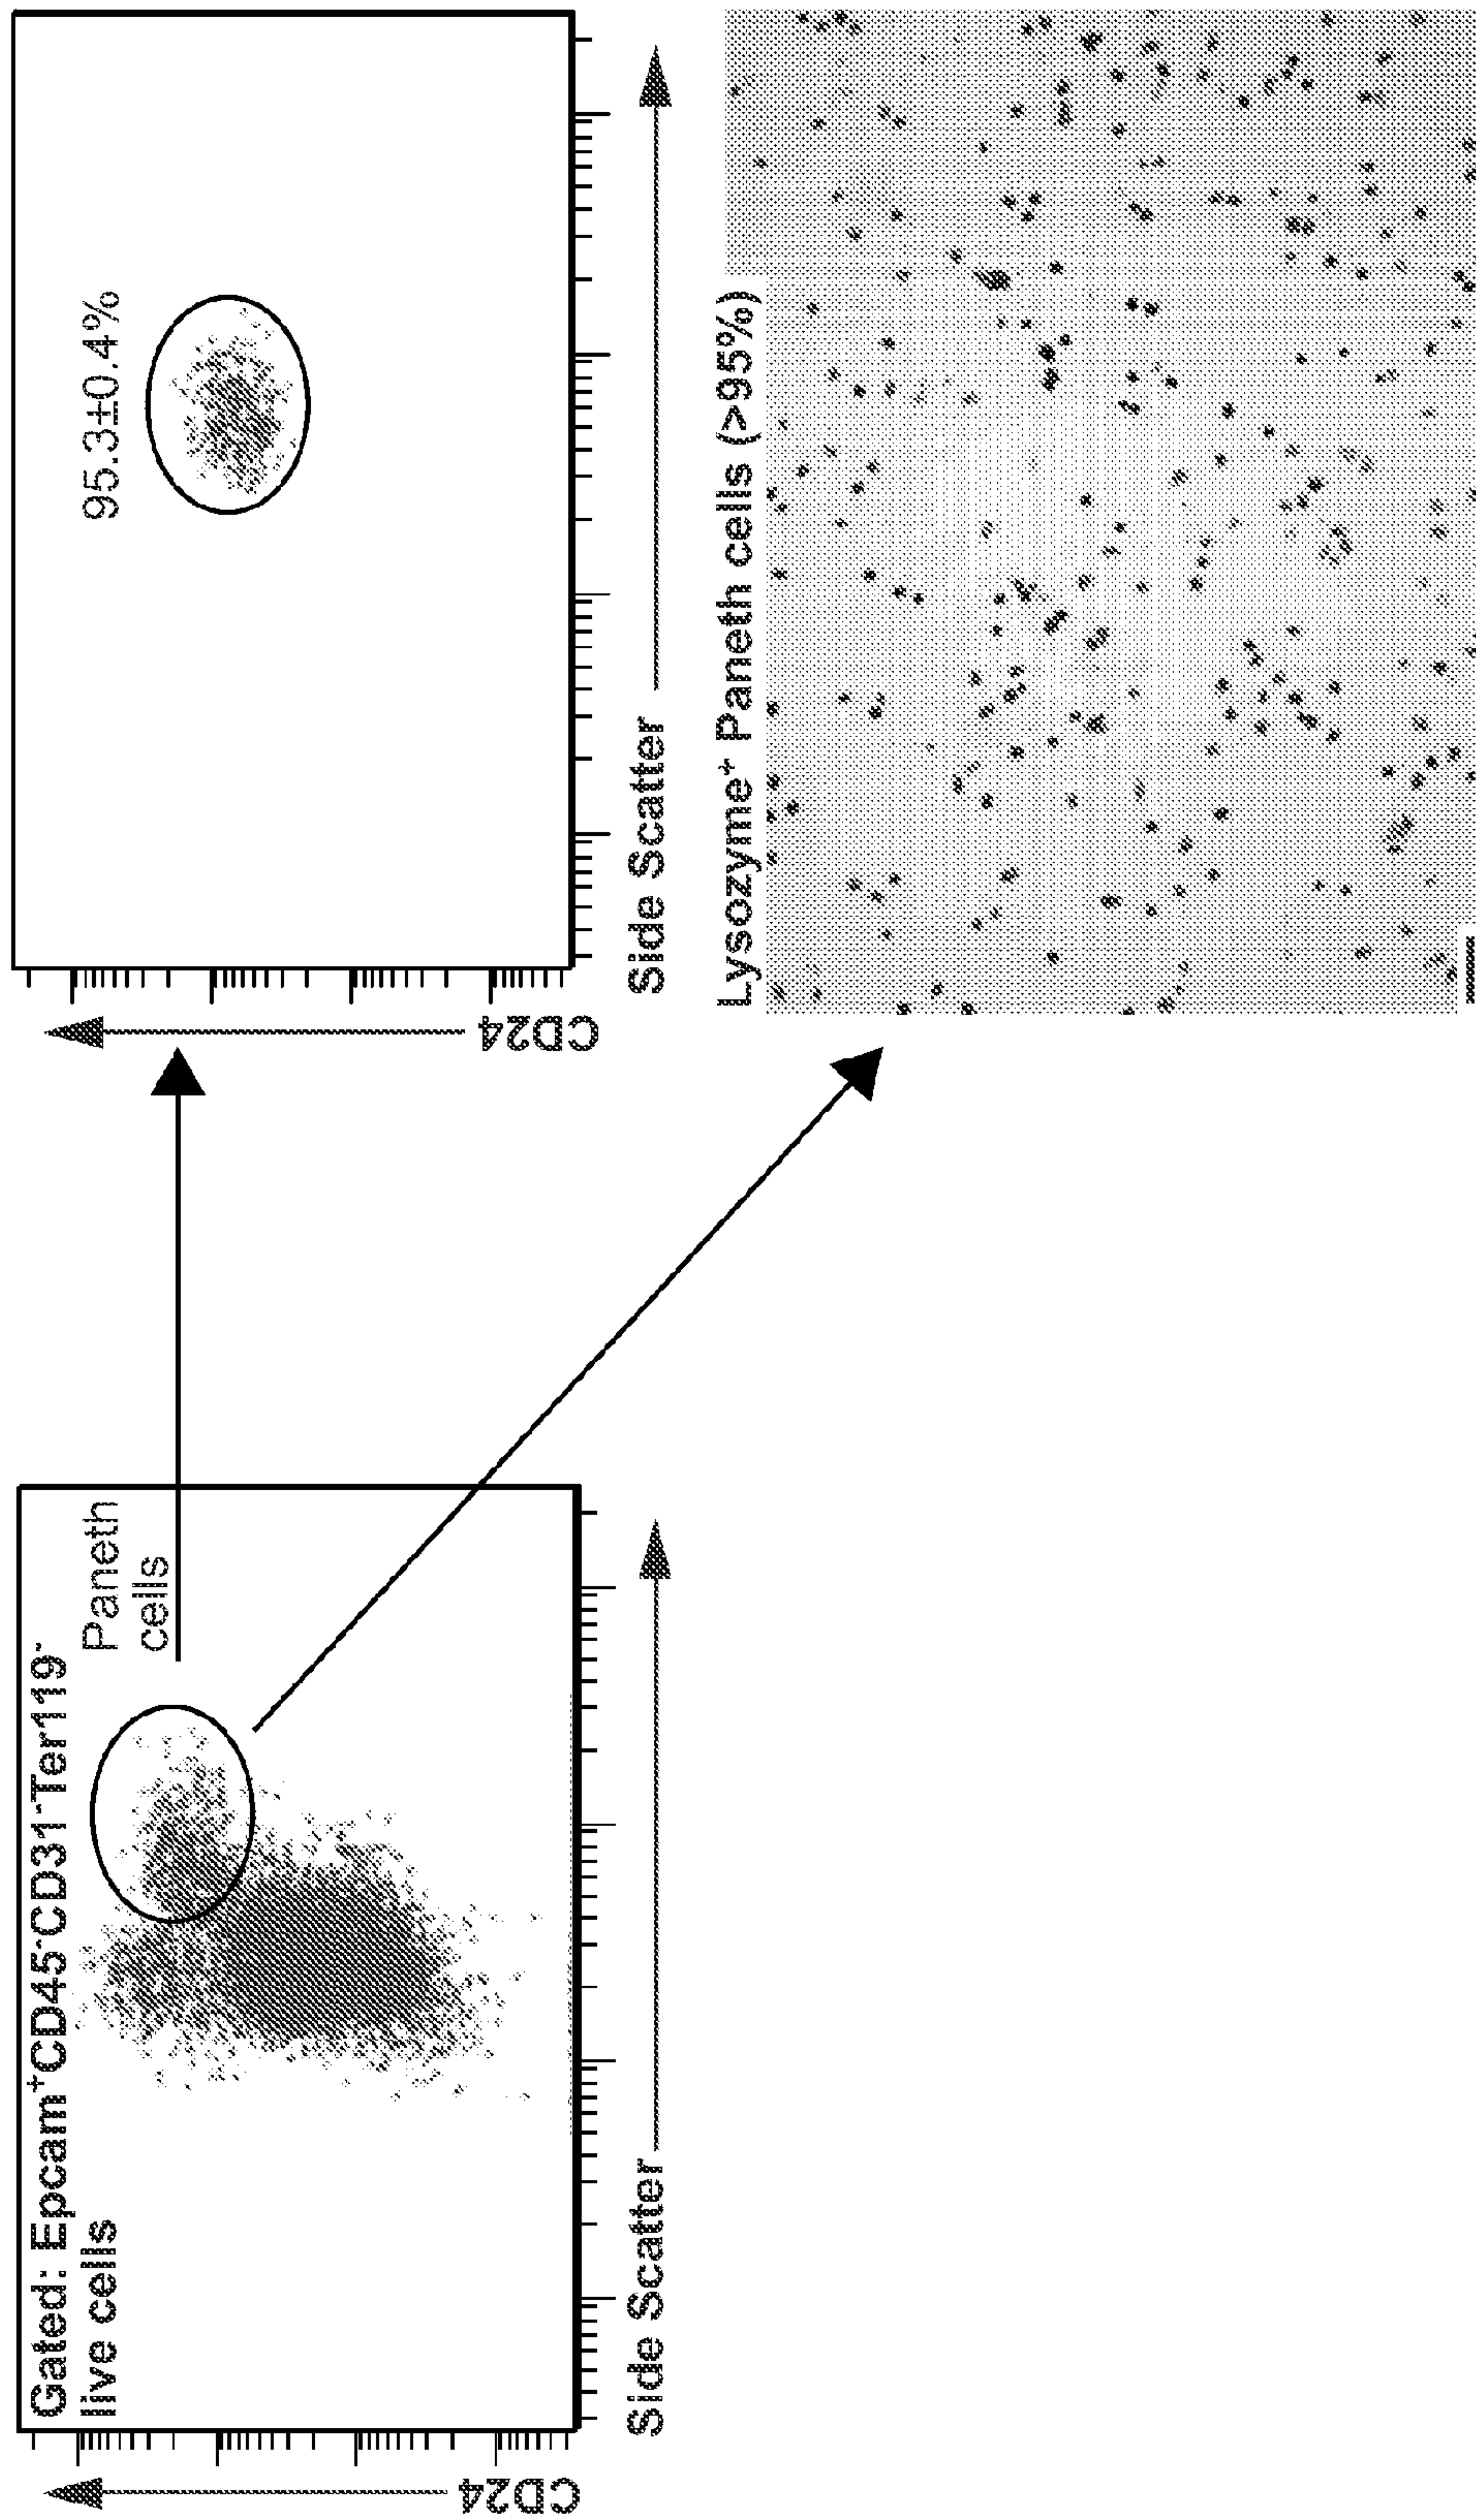 Gated: Epcam⁺CD45⁻CD31⁻Ter119⁻
live cells
Paneth
cells
CD24
Side Scatter
95.3±0.4%
CD24
Side Scatter
Lysozyme⁺ Paneth cells (>95%)